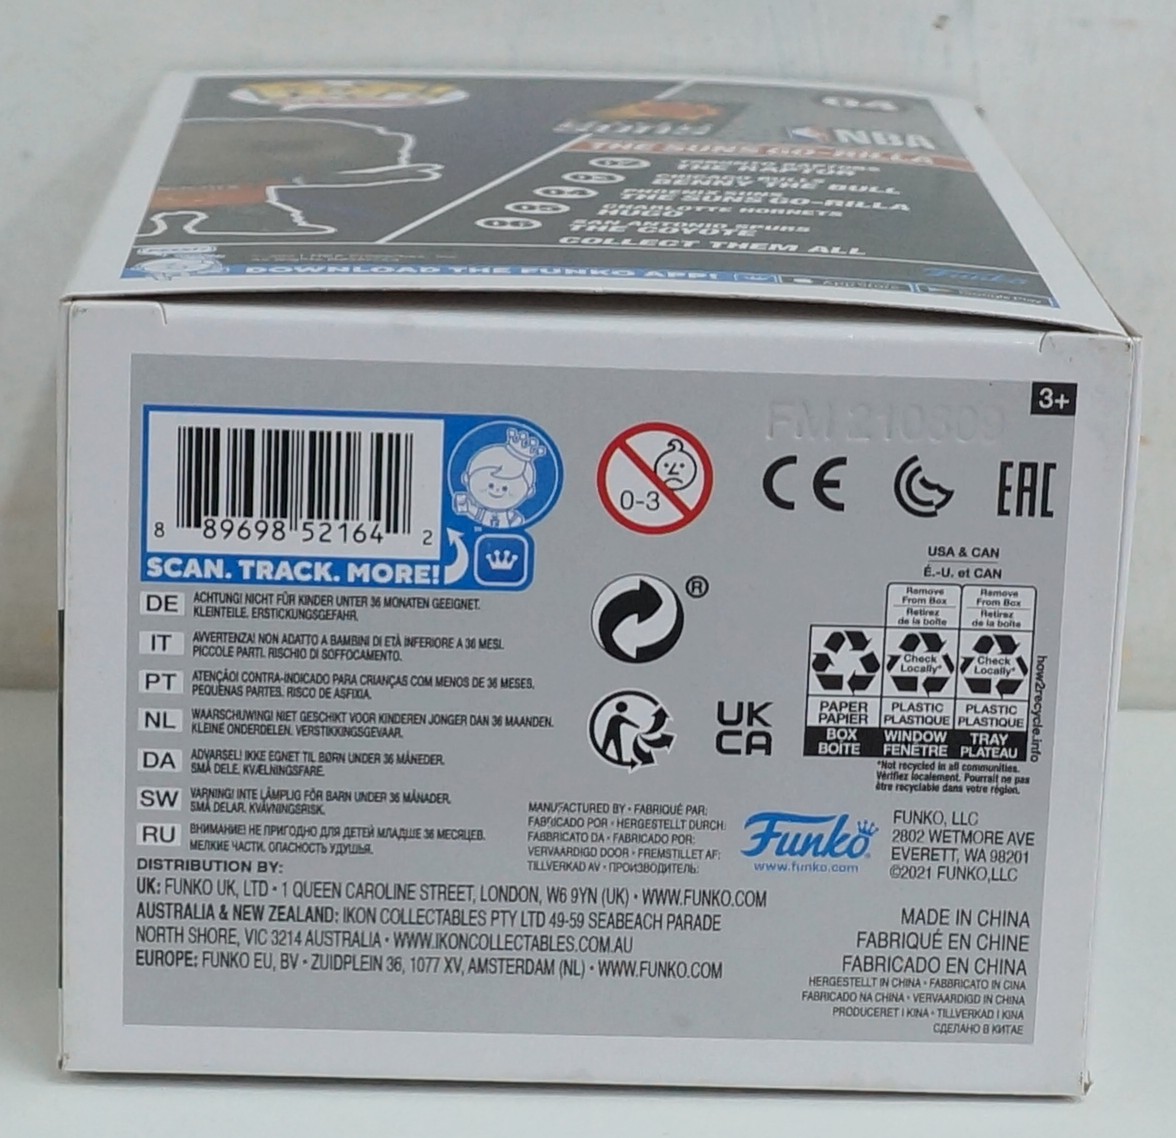 POP!
04
SUNS
NBA
THE SUNS GO-RILLA
02 TORONTO RAPTORS
THE RAPTOR
03 CHICAGO BULLS
BENNY THE BULL
04 PHOENIX SUNS
THE SUNS GO-RILLA
05 CHARLOTTE HORNETS
HUGO
06 SAN ANTONIO SPURS
THE COYOTE
COLLECT THEM ALL
Funko
DOWNLOAD THE FUNKO APP!
App Store
Google Play
3+
FM 210309
8 89698 52164 2
SCAN. TRACK. MORE!
0-3
CE
EAC
®
UK
CA
USA & CAN
É.-U. et CAN
Remove From Box
Retirez de la boîte
Remove From Box
Retirez de la boîte
Check Locally*
Check Locally*
PAPER PAPIER
PLASTIC PLASTIQUE
PLASTIC PLASTIQUE
BOX BOÎTE
WINDOW FENÊTRE
TRAY PLATEAU
how2recycle.info
*Not recycled in all communities.
Vérifiez localement. Pourrait ne pas
être recyclable dans votre région.
DE ACHTUNG! NICHT FÜR KINDER UNTER 36 MONATEN GEEIGNET.
KLEINTEILE. ERSTICKUNGSGEFAHR.
IT AVVERTENZA! NON ADATTO A BAMBINI DI ETÀ INFERIORE A 36 MESI.
PICCOLE PARTI. RISCHIO DI SOFFOCAMENTO.
PT ATENÇÃO! CONTRA-INDICADO PARA CRIANÇAS COM MENOS DE 36 MESES.
PEQUENAS PARTES. RISCO DE ASFIXIA.
NL WAARSCHUWING! NIET GESCHIKT VOOR KINDEREN JONGER DAN 36 MAANDEN.
KLEINE ONDERDELEN. VERSTIKKINGSGEVAAR.
DA ADVARSEL! IKKE EGNET TIL BØRN UNDER 36 MÅNEDER.
SMÅ DELE. KVÆLNINGSFARE.
SW VARNING! INTE LÄMPLIG FÖR BARN UNDER 36 MÅNADER.
SMÅ DELAR. KVÄVNINGSRISK.
RU ВНИМАНИЕ! НЕ ПРИГОДНО ДЛЯ ДЕТЕЙ МЛАДШЕ 36 МЕСЯЦЕВ.
МЕЛКИЕ ЧАСТИ. ОПАСНОСТЬ УДУШЬЯ.
MANUFACTURED BY • FABRIQUÉ PAR:
FABRICADO POR • HERGESTELLT DURCH:
FABBRICATO DA • FABRICADO POR:
VERVAARDIGD DOOR • FREMSTILLET AF:
TILLVERKAD AV • ПРОИЗВОДИТЕЛЬ:
Funko
www.funko.com
FUNKO, LLC
2802 WETMORE AVE
EVERETT, WA 98201
©2021 FUNKO,LLC
DISTRIBUTION BY:
UK: FUNKO UK, LTD • 1 QUEEN CAROLINE STREET, LONDON, W6 9YN (UK) • WWW.FUNKO.COM
AUSTRALIA & NEW ZEALAND: IKON COLLECTABLES PTY LTD 49-59 SEABEACH PARADE
NORTH SHORE, VIC 3214 AUSTRALIA • WWW.IKONCOLLECTABLES.COM.AU
EUROPE: FUNKO EU, BV • ZUIDPLEIN 36, 1077 XV, AMSTERDAM (NL) • WWW.FUNKO.COM
MADE IN CHINA
FABRIQUÉ EN CHINE
FABRICADO EN CHINA
HERGESTELLT IN CHINA • FABBRICATO IN CINA
FABRICADO NA CHINA • VERVAARDIGD IN CHINA
PRODUCERET I KINA • TILLVERKAD I KINA
СДЕЛАНО В КИТАЕ